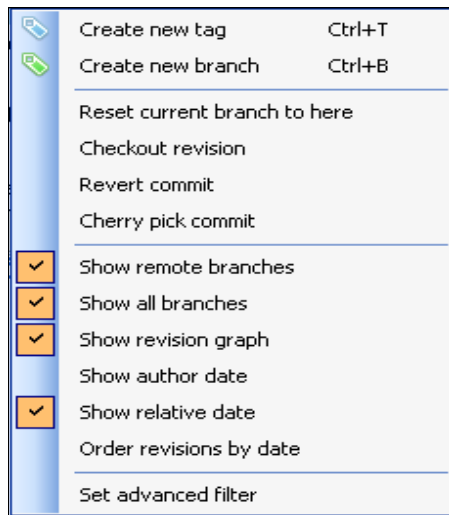 Create new tag Ctrl+T
Create new branch Ctrl+B
Reset current branch to here
Checkout revision
Revert commit
Cherry pick commit
Show remote branches
Show all branches
Show revision graph
Show author date
Show relative date
Order revisions by date
Set advanced filter